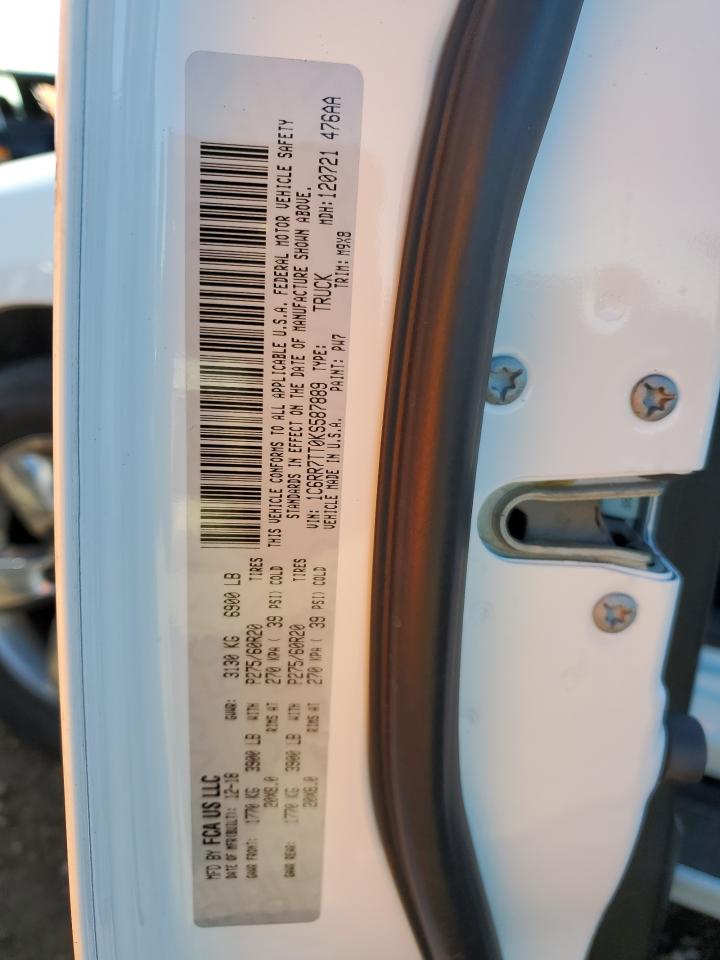 MFD BY FCA US LLC
DATE OF MFR(BUILT): 12-18 GVWR: 3130 KG 6900 LB
GAWR FRONT: 1770 KG 3900 LB WITH P275/60R20 TIRES
20X8.0 RIMS AT 270 KPA ( 39 PSI) COLD
GAWR REAR: 1770 KG 3900 LB WITH P275/60R20 TIRES
20X8.0 RIMS AT 270 KPA ( 39 PSI) COLD
THIS VEHICLE CONFORMS TO ALL APPLICABLE U.S.A. FEDERAL MOTOR VEHICLE SAFETY
STANDARDS IN EFFECT ON THE DATE OF MANUFACTURE SHOWN ABOVE.
VIN: 1C6RR7TT0KS587889 TYPE: TRUCK MDH: 120721 476AA
VEHICLE MADE IN U.S.A. PAINT: PW7 TRIM: M9X8